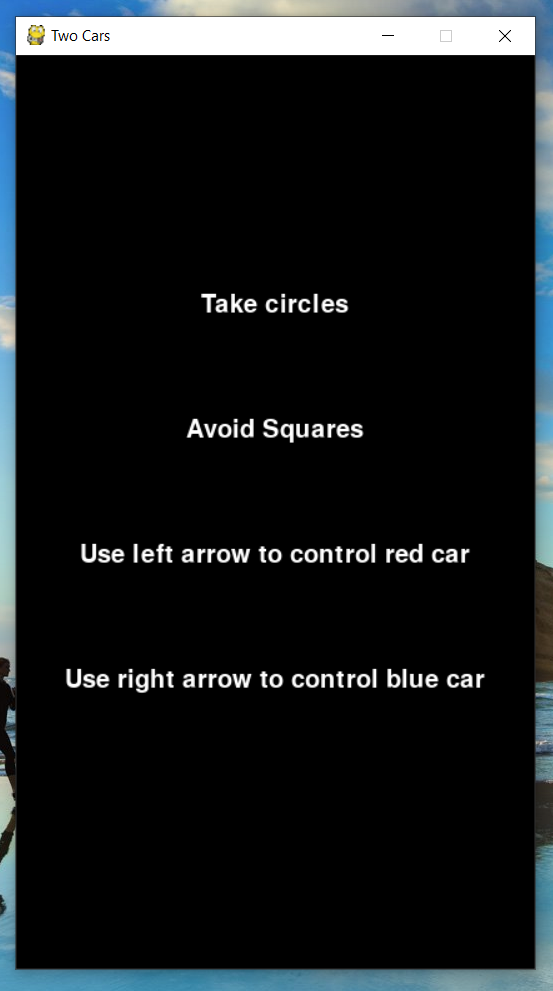 Two Cars
Take circles
Avoid Squares
Use left arrow to control red car
Use right arrow to control blue car